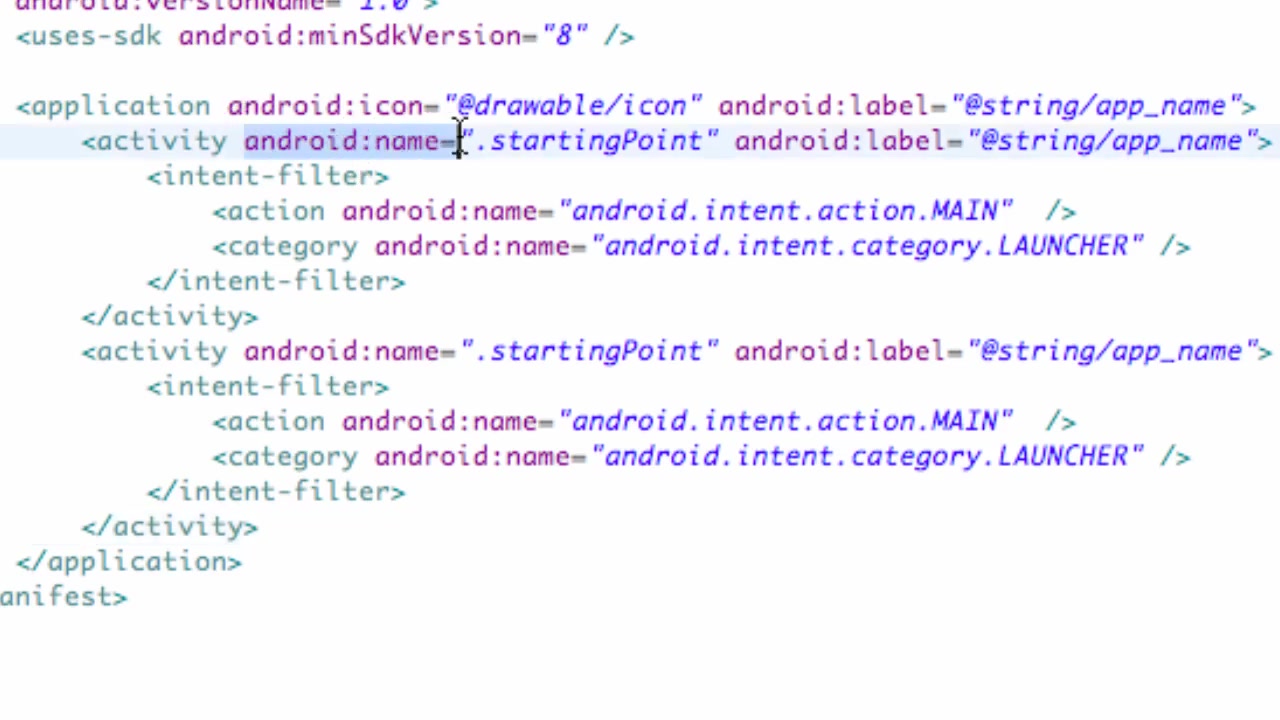 android:versionName="1.0">
<uses-sdk android:minSdkVersion="8" />
<application android:icon="@drawable/icon" android:label="@string/app_name">
<activity android:name=".startingPoint" android:label="@string/app_name">
<intent-filter>
<action android:name="android.intent.action.MAIN"  />
<category android:name="android.intent.category.LAUNCHER" />
</intent-filter>
</activity>
<activity android:name=".startingPoint" android:label="@string/app_name">
<intent-filter>
<action android:name="android.intent.action.MAIN"  />
<category android:name="android.intent.category.LAUNCHER" />
</intent-filter>
</activity>
</application>
anifest>